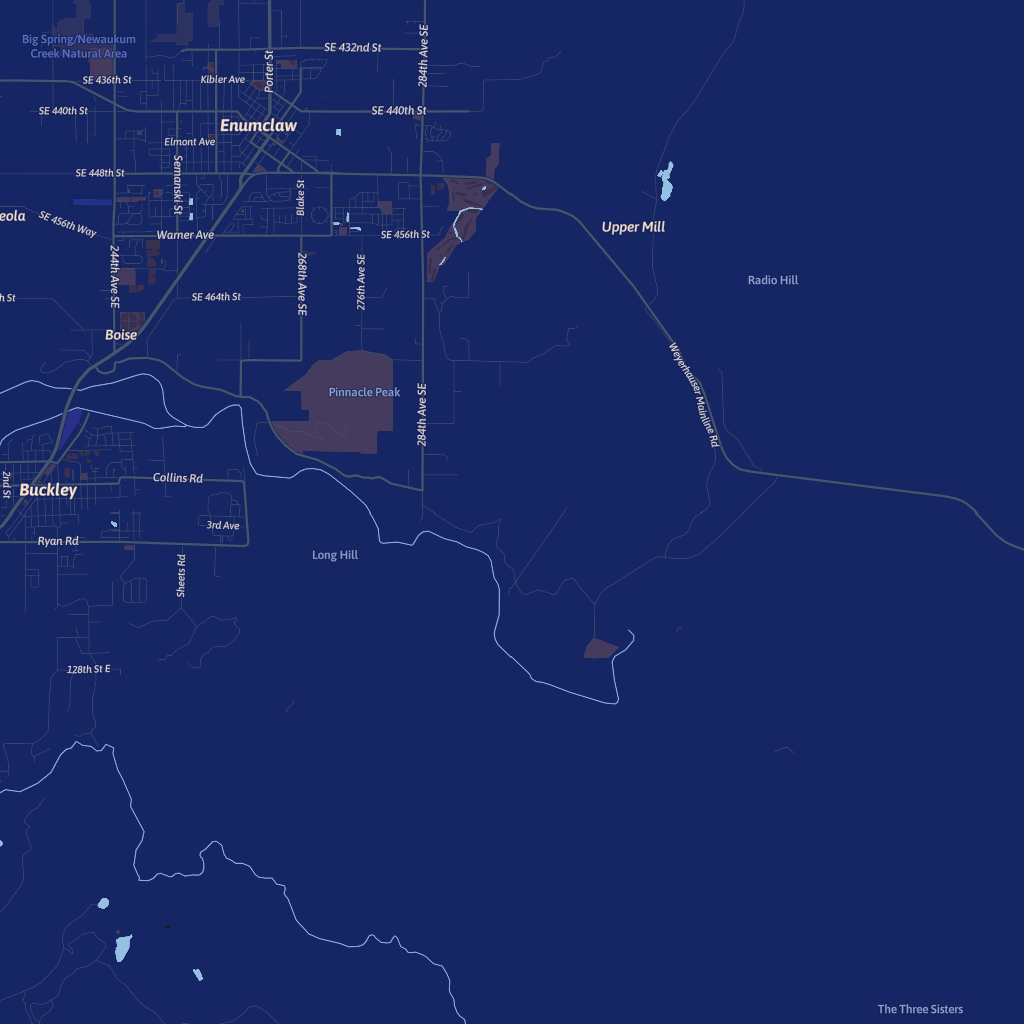 Big Spring/Newaukum
Creek Natural Area
SE 432nd St
284th Ave SE
Porter St
SE 436th St
Kibler Ave
SE 440th St
SE 440th St
Enumclaw
Elmont Ave
Semanski St
SE 448th St
Blake St
eola
SE 456th Way
Warner Ave
SE 456th St
Upper Mill
244th Ave SE
268th Ave SE
276th Ave SE
Radio Hill
h St
SE 464th St
Boise
Weyerhauser Mainline Rd
Pinnacle Peak
284th Ave SE
2nd St
Collins Rd
Buckley
3rd Ave
Ryan Rd
Long Hill
Sheets Rd
128th St E
The Three Sisters